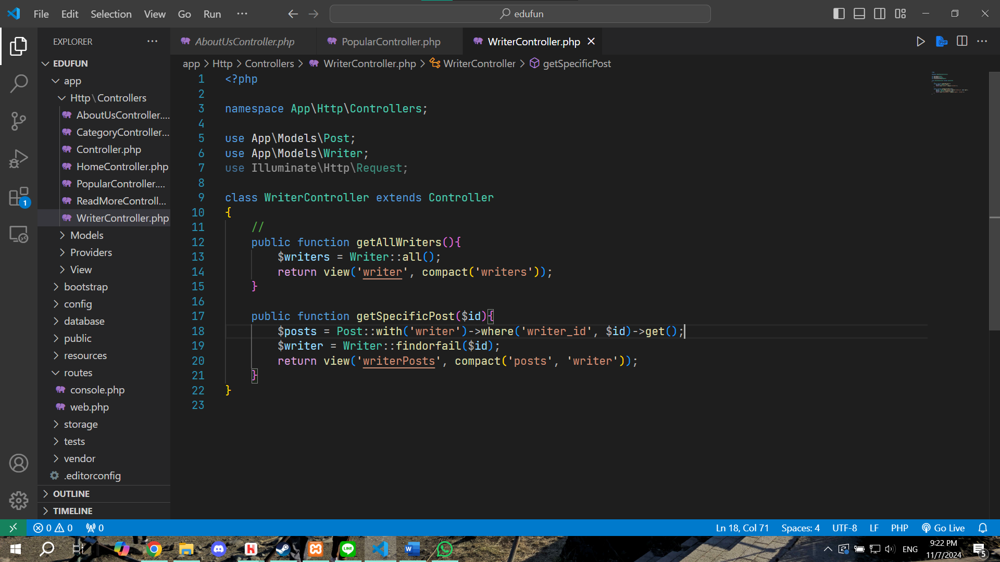 File Edit Selection View Go Run ···
edufun
EXPLORER ···
EDUFUN
app
Http\Controllers
AboutUsController....
CategoryController...
Controller.php
HomeController.php
PopularController....
ReadMoreControll...
WriterController.php
Models
Providers
View
bootstrap
config
database
public
resources
routes
console.php
web.php
storage
tests
vendor
.editorconfig
OUTLINE
TIMELINE
1
AboutUsController.php PopularController.php WriterController.php
app > Http > Controllers > WriterController.php > WriterController > getSpecificPost
1 <?php
2
3 namespace App\Http\Controllers;
4
5 use App\Models\Post;
6 use App\Models\Writer;
7 use Illuminate\Http\Request;
8
9 class WriterController extends Controller
10 {
11 //
12 public function getAllWriters(){
13 $writers = Writer::all();
14 return view('writer', compact('writers'));
15 }
16
17 public function getSpecificPost($id){
18 $posts = Post::with('writer')->where('writer_id', $id)->get();
19 $writer = Writer::findorfail($id);
20 return view('writerPosts', compact('posts', 'writer'));
21 }
22 }
23
0 0 0
Ln 18, Col 71 Spaces: 4 UTF-8 LF PHP Go Live
LINE
ENG
9:22 PM
11/7/2024
5